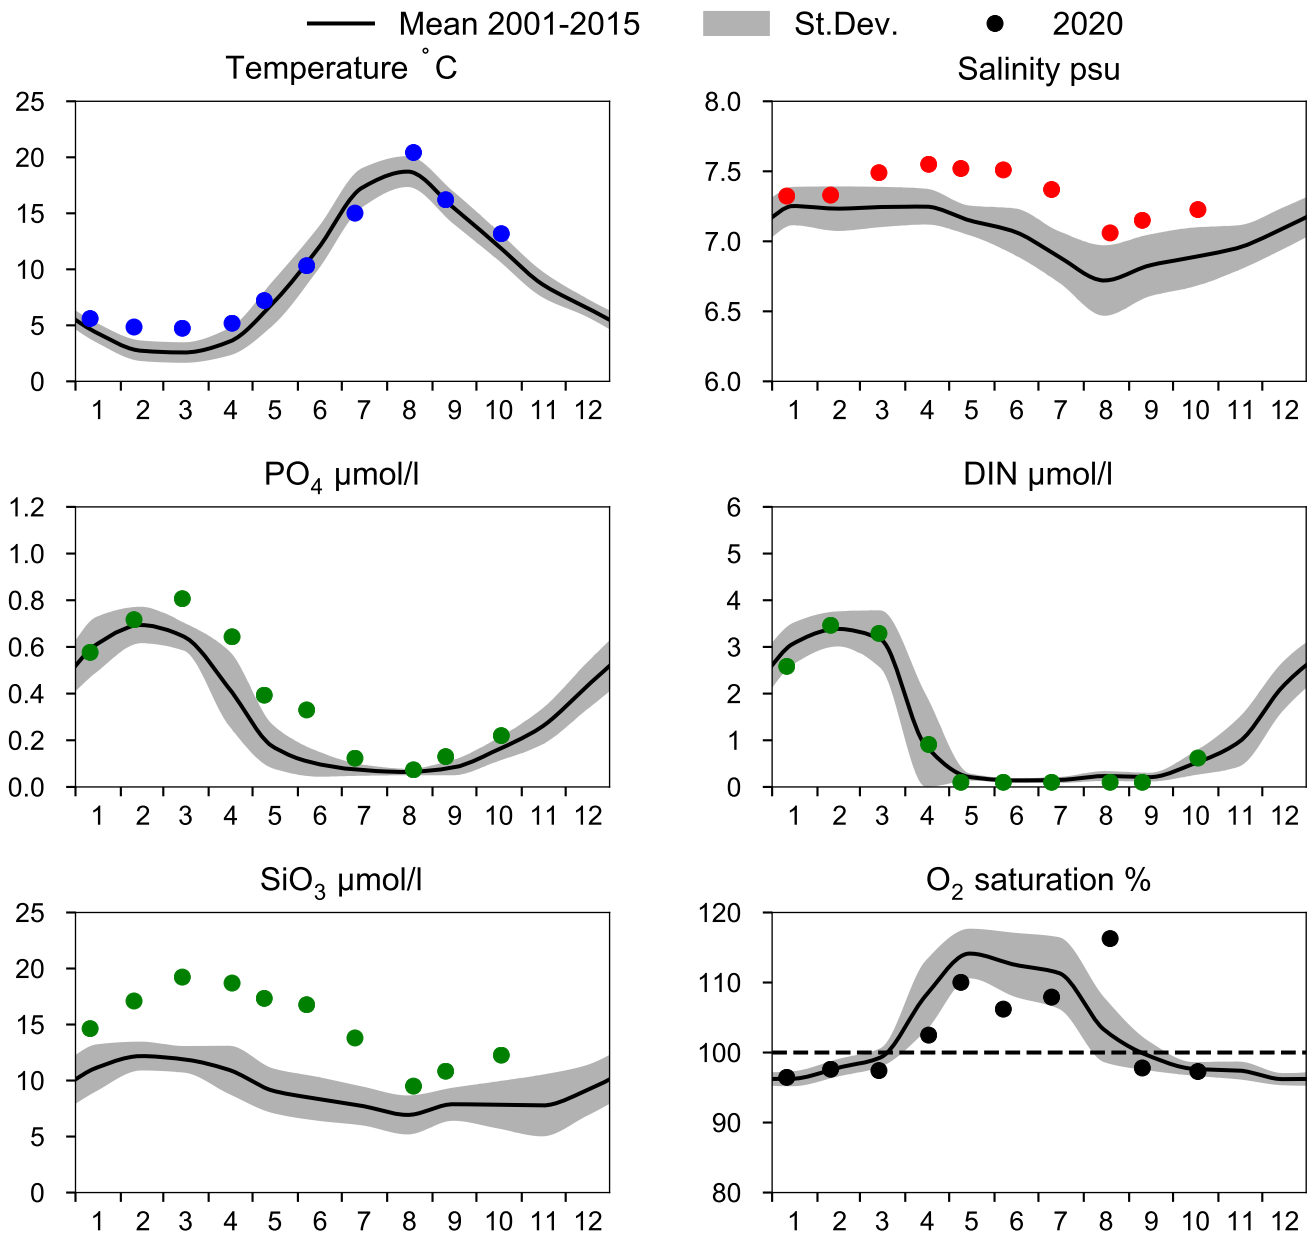 Mean 2001-2015 St.Dev. 2020
Temperature °C Salinity psu
25 8.0
20 7.5
15
10 7.0
5 6.5
0 6.0
1 2 3 4 5 6 7 8 9 10 11 12 1 2 3 4 5 6 7 8 9 10 11 12
PO4 µmol/l DIN µmol/l
1.2 6
1.0 5
0.8 4
0.6 3
0.4 2
0.2 1
0.0 0
1 2 3 4 5 6 7 8 9 10 11 12 1 2 3 4 5 6 7 8 9 10 11 12
SiO3 µmol/l O2 saturation %
25 120
20 110
15
10 100
5 90
0 80
1 2 3 4 5 6 7 8 9 10 11 12 1 2 3 4 5 6 7 8 9 10 11 12